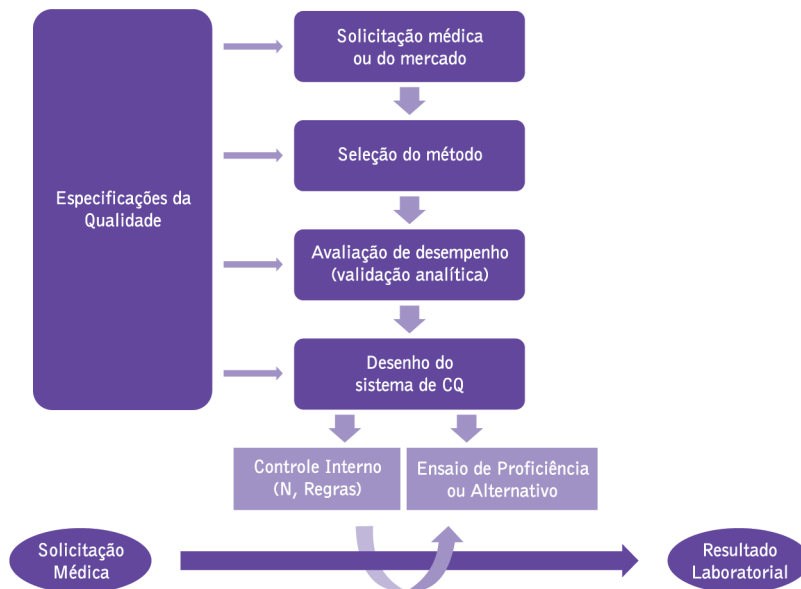 Especificações da
Qualidade
Solicitação médica
ou do mercado
Seleção do método
Avaliação de desempenho
(validação analítica)
Desenho do
sistema de CQ
Controle Interno
(N, Regras)
Ensaio de Proficiência
ou Alternativo
Solicitação
Médica
Resultado
Laboratorial